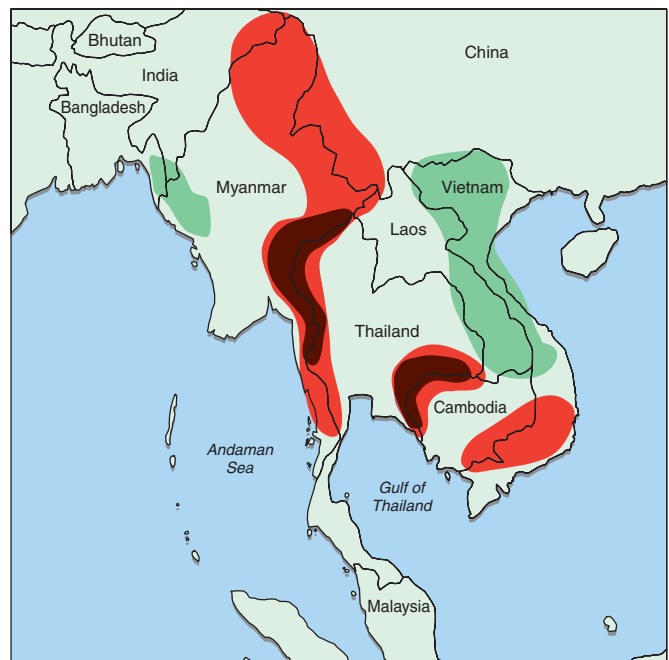 Bhutan
China
India
Bangladesh
Myanmar
Vietnam
Laos
Thailand
Cambodia
Andaman
Sea
Gulf of
Thailand
Malaysia